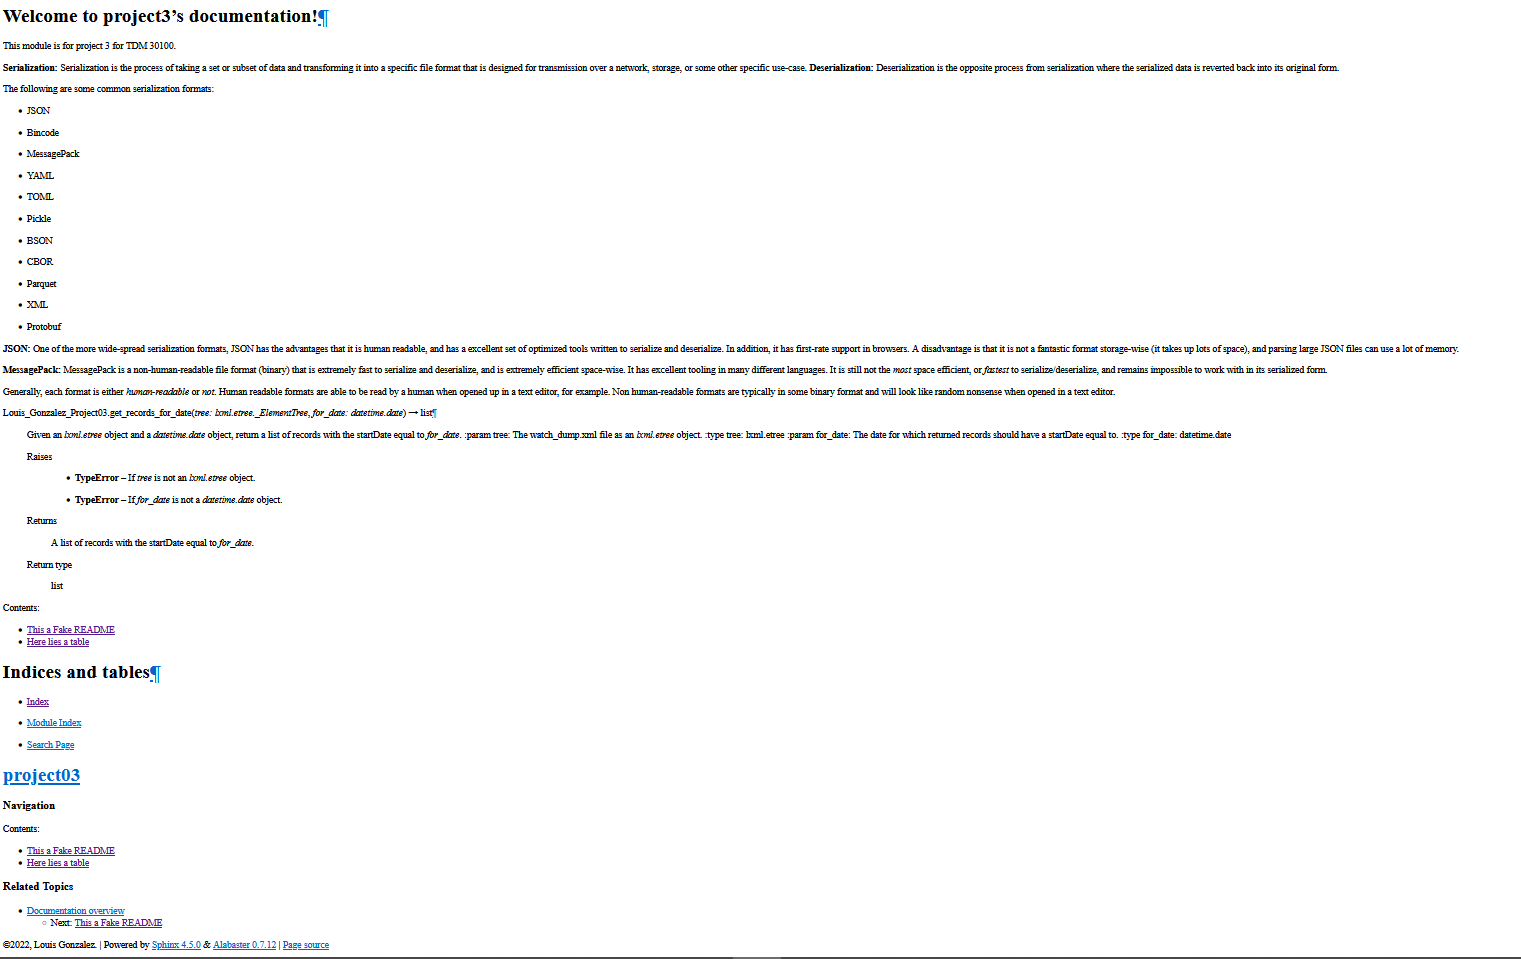 Welcome to project3’s documentation!¶
This module is for project 3 for TDM 30100.
Serialization: Serialization is the process of taking a set or subset of data and transforming it into a specific file format that is designed for transmission over a network, storage, or some other specific use-case. Deserialization: Deserialization is the opposite process from serialization where the serialized data is reverted back into its original form.
The following are some common serialization formats:
• JSON
• Bincode
• MessagePack
• YAML
• TOML
• Pickle
• BSON
• CBOR
• Parquet
• XML
• Protobuf
JSON: One of the more wide-spread serialization formats, JSON has the advantages that it is human readable, and has a excellent set of optimized tools written to serialize and deserialize. In addition, it has first-rate support in browsers. A disadvantage is that it is not a fantastic format storage-wise (it takes up lots of space), and parsing large JSON files can use a lot of memory.
MessagePack: MessagePack is a non-human-readable file format (binary) that is extremely fast to serialize and deserialize, and is extremely efficient space-wise. It has excellent tooling in many different languages. It is still not the most space efficient, or fastest to serialize/deserialize, and remains impossible to work with in its serialized form.
Generally, each format is either human-readable or not. Human readable formats are able to be read by a human when opened up in a text editor, for example. Non human-readable formats are typically in some binary format and will look like random nonsense when opened in a text editor.
Louis_Gonzalez_Project03.get_records_for_date(tree: lxml.etree._ElementTree, for_date: datetime.date) → list¶
Given an lxml.etree object and a datetime.date object, return a list of records with the startDate equal to for_date. :param tree: The watch_dump.xml file as an lxml.etree object. :type tree: lxml.etree :param for_date: The date for which returned records should have a startDate equal to. :type for_date: datetime.date
Raises
• TypeError – If tree is not an lxml.etree object.
• TypeError – If for_date is not a datetime.date object.
Returns
A list of records with the startDate equal to for_date.
Return type
list
Contents:
• This a Fake README
• Here lies a table
Indices and tables¶
• Index
• Module Index
• Search Page
project03
Navigation
Contents:
• This a Fake README
• Here lies a table
Related Topics
• Documentation overview
◦ Next: This a Fake README
©2022, Louis Gonzalez. | Powered by Sphinx 4.5.0 & Alabaster 0.7.12 | Page source